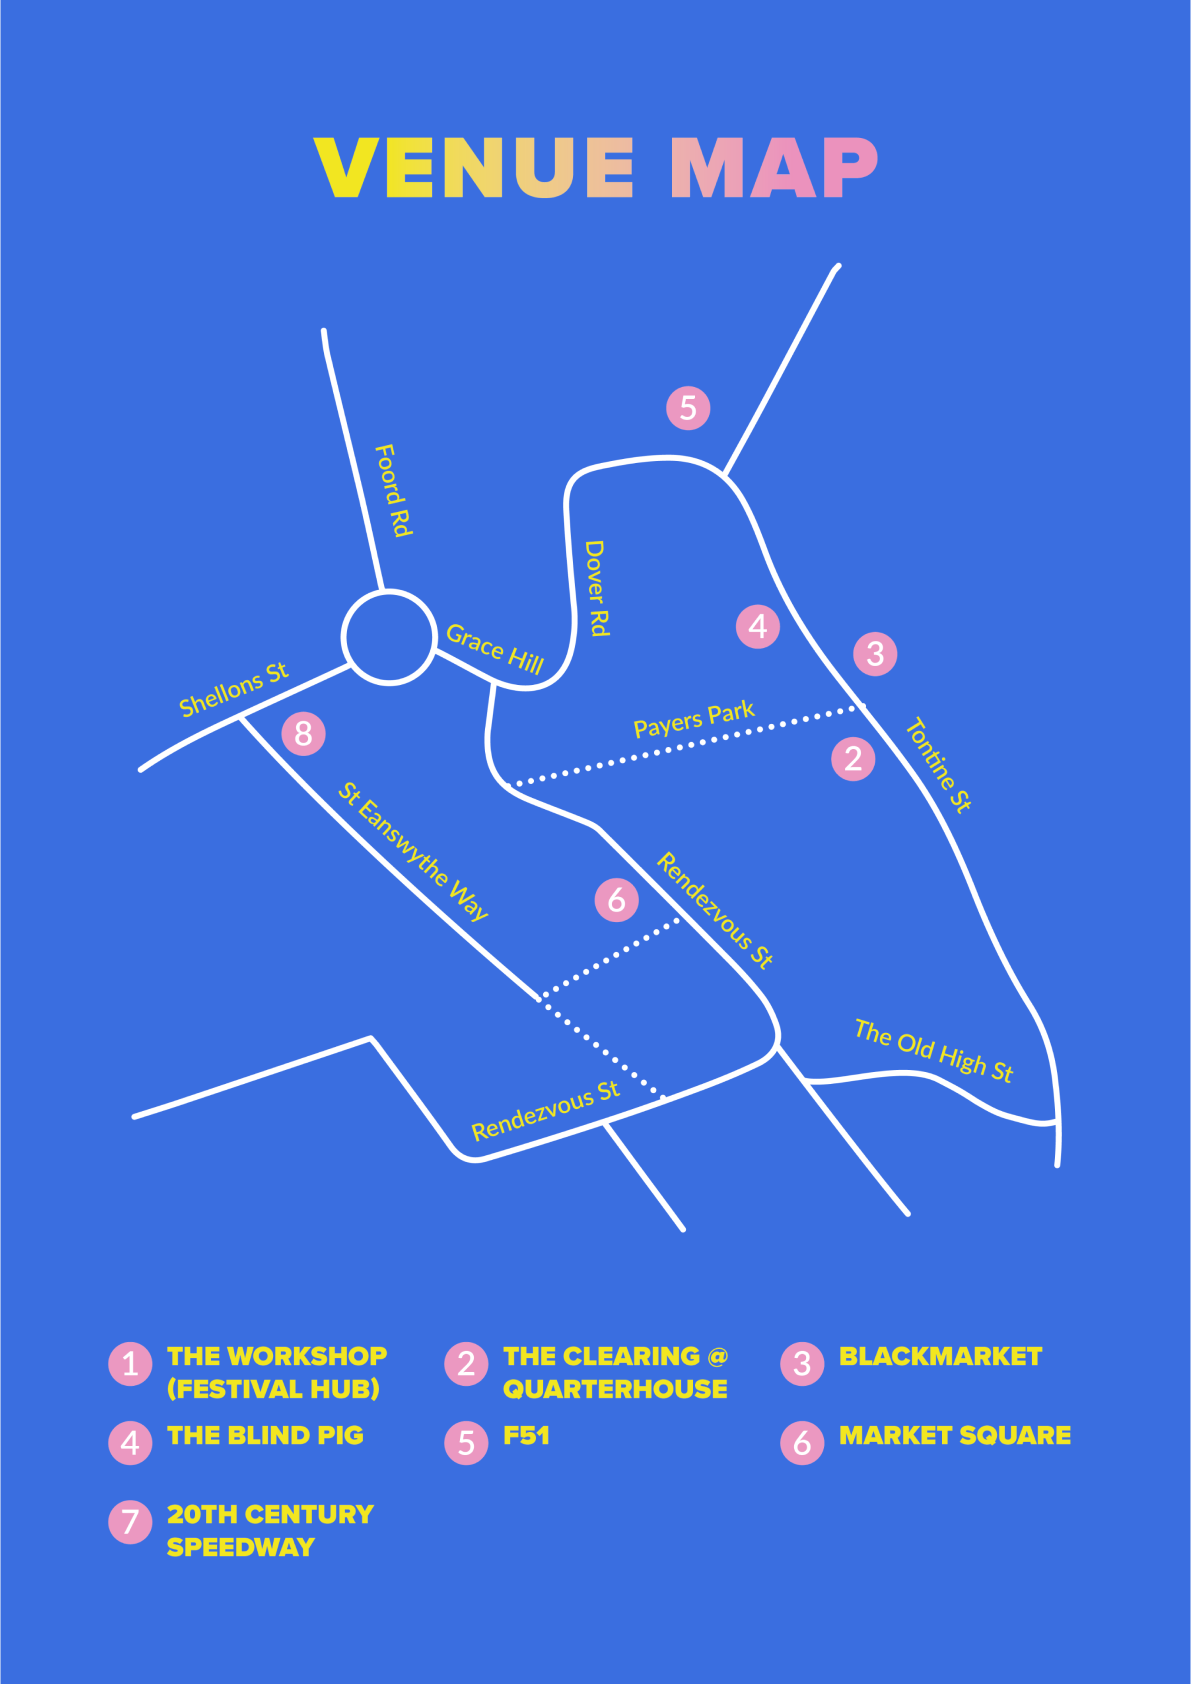 VENUE MAP
5
Foord Rd
Dover Rd
4
Grace Hill
3
Shellons St
Payers Park
8
2
Tontine St
St Eanswythe Way
6
Rendezvous St
The Old High St
Rendezvous St
1 THE WORKSHOP
(FESTIVAL HUB)
2 THE CLEARING @
QUARTERHOUSE
3 BLACKMARKET
4 THE BLIND PIG
5 F51
6 MARKET SQUARE
7 20TH CENTURY
SPEEDWAY